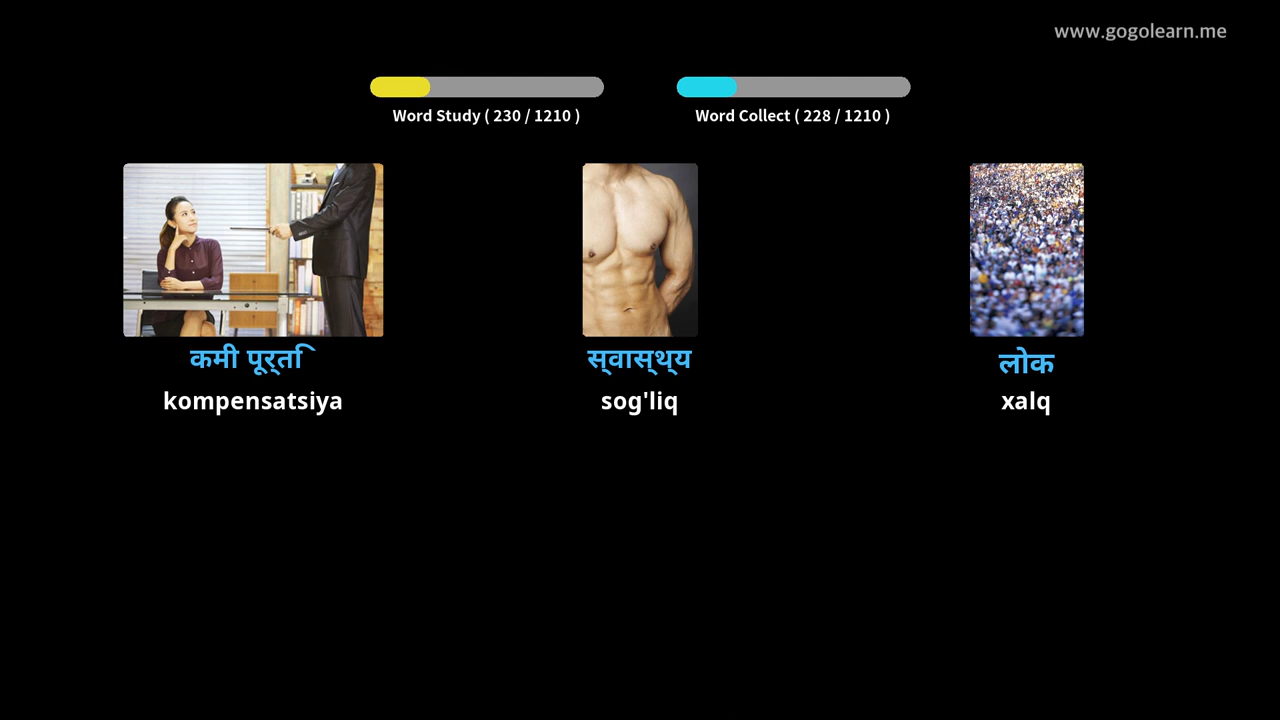 www.gogolearn.me
Word Study ( 230 / 1210 )
Word Collect ( 228 / 1210 )
कमी पूर्ति
kompensatsiya
स्वास्थ्य
sog'liq
लोक
xalq